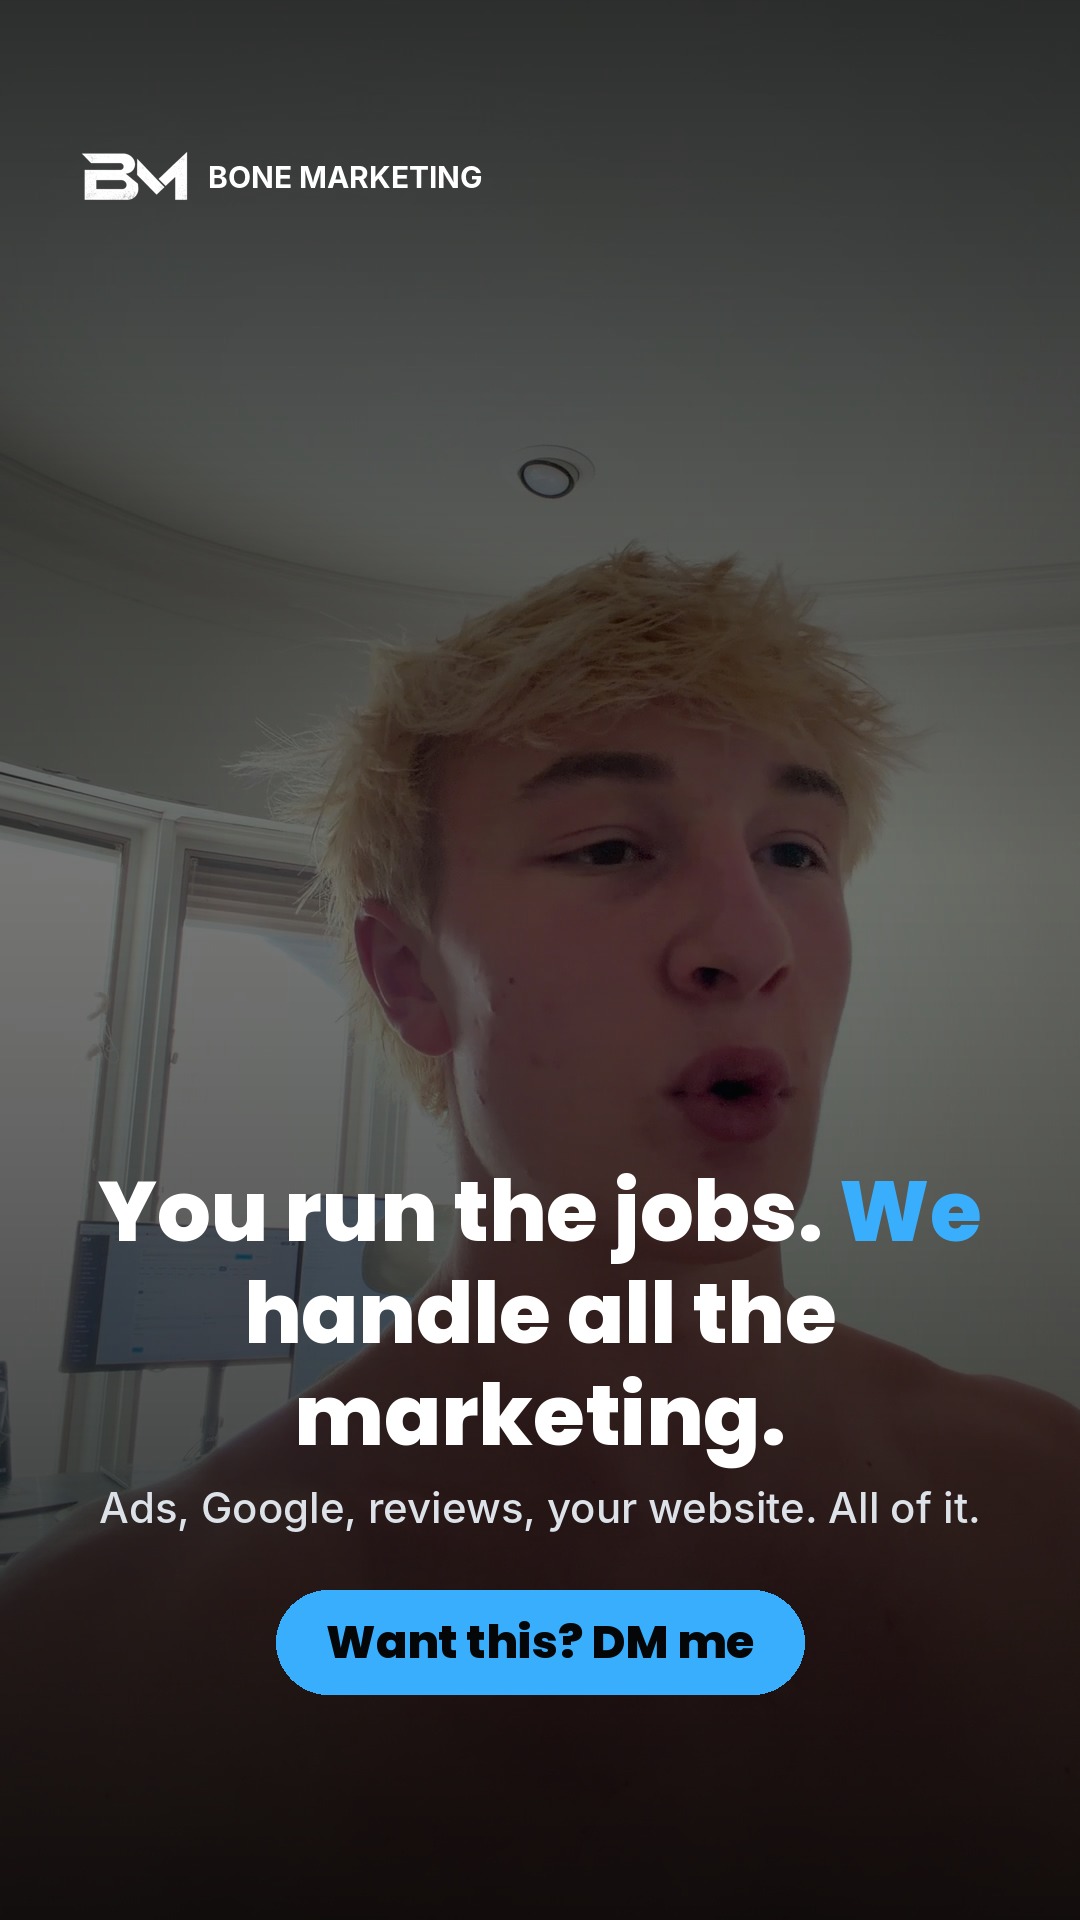 BM BONE MARKETING
You run the jobs. We
handle all the
marketing.
Ads, Google, reviews, your website. All of it.
Want this? DM me